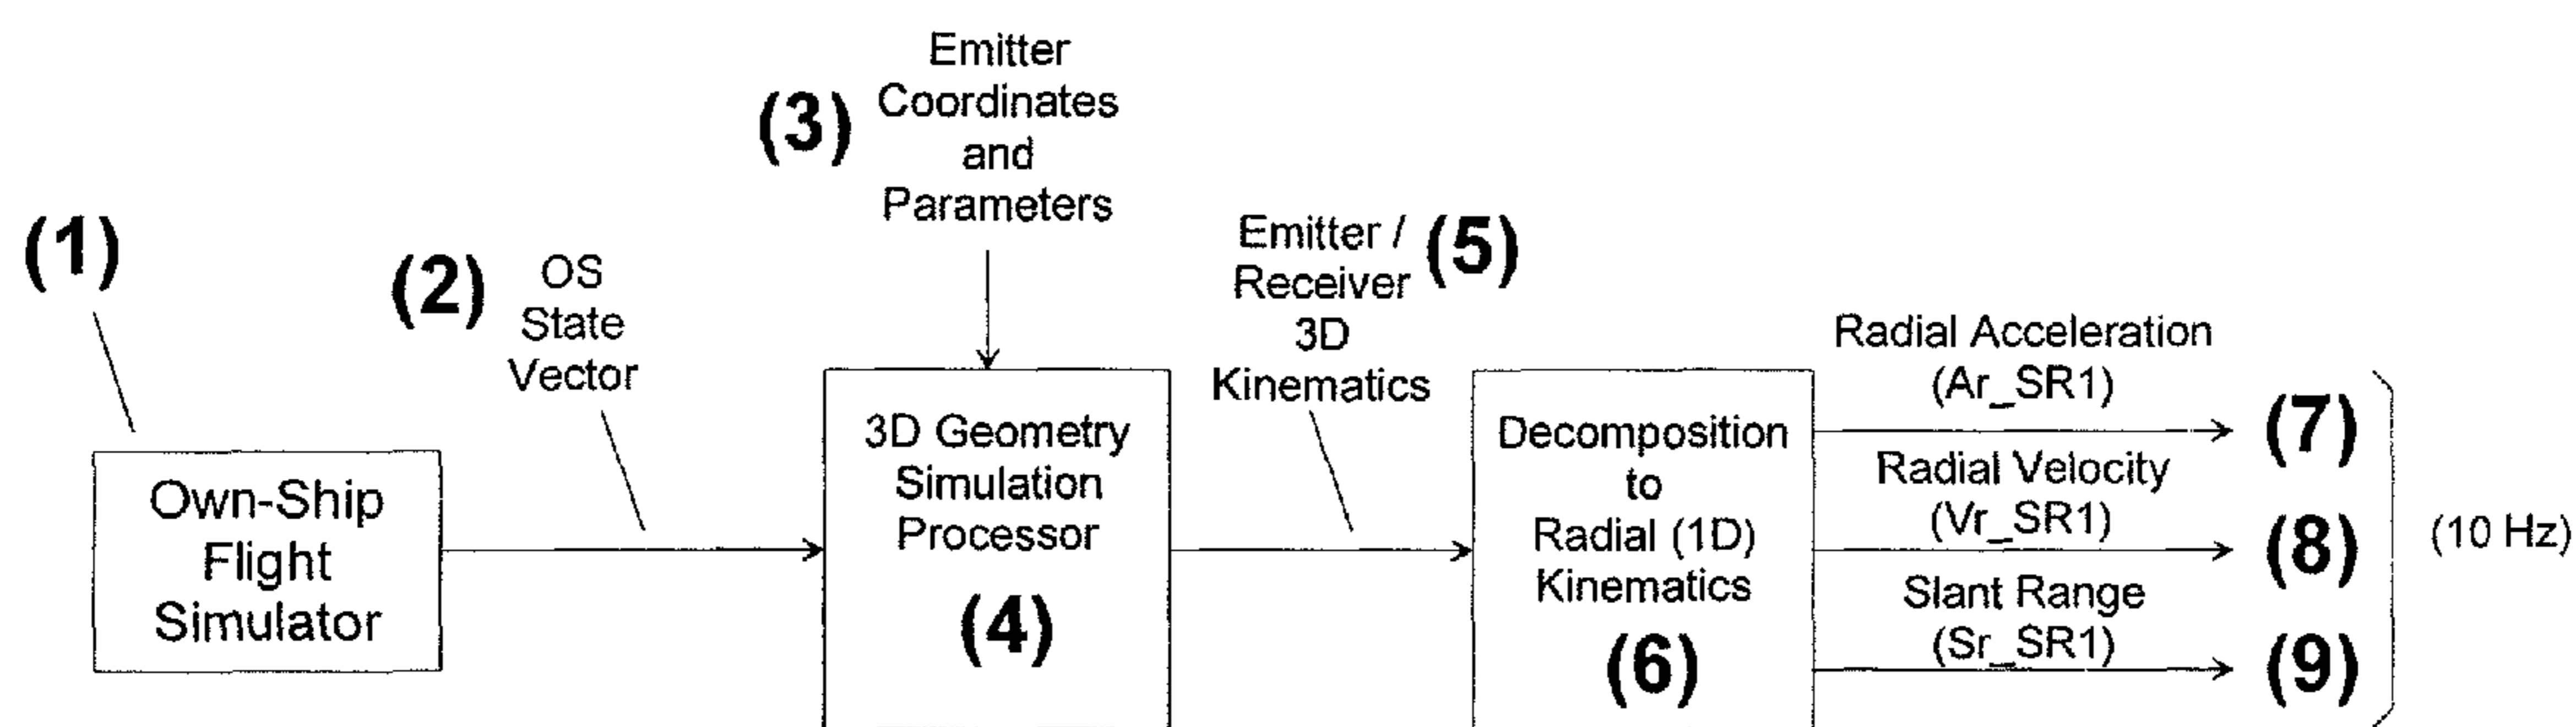 (1)
Own-Ship
Flight
Simulator
(2)
OS
State
Vector
(3)
Emitter
Coordinates
and
Parameters
3D Geometry
Simulation
Processor
(4)
Emitter /
Receiver
3D
Kinematics
(5)
Decomposition
to
Radial (1D)
Kinematics
(6)
Radial Acceleration
(Ar_SR1)
(7)
Radial Velocity
(Vr_SR1)
(8)
Slant Range
(Sr_SR1)
(9)
(10 Hz)